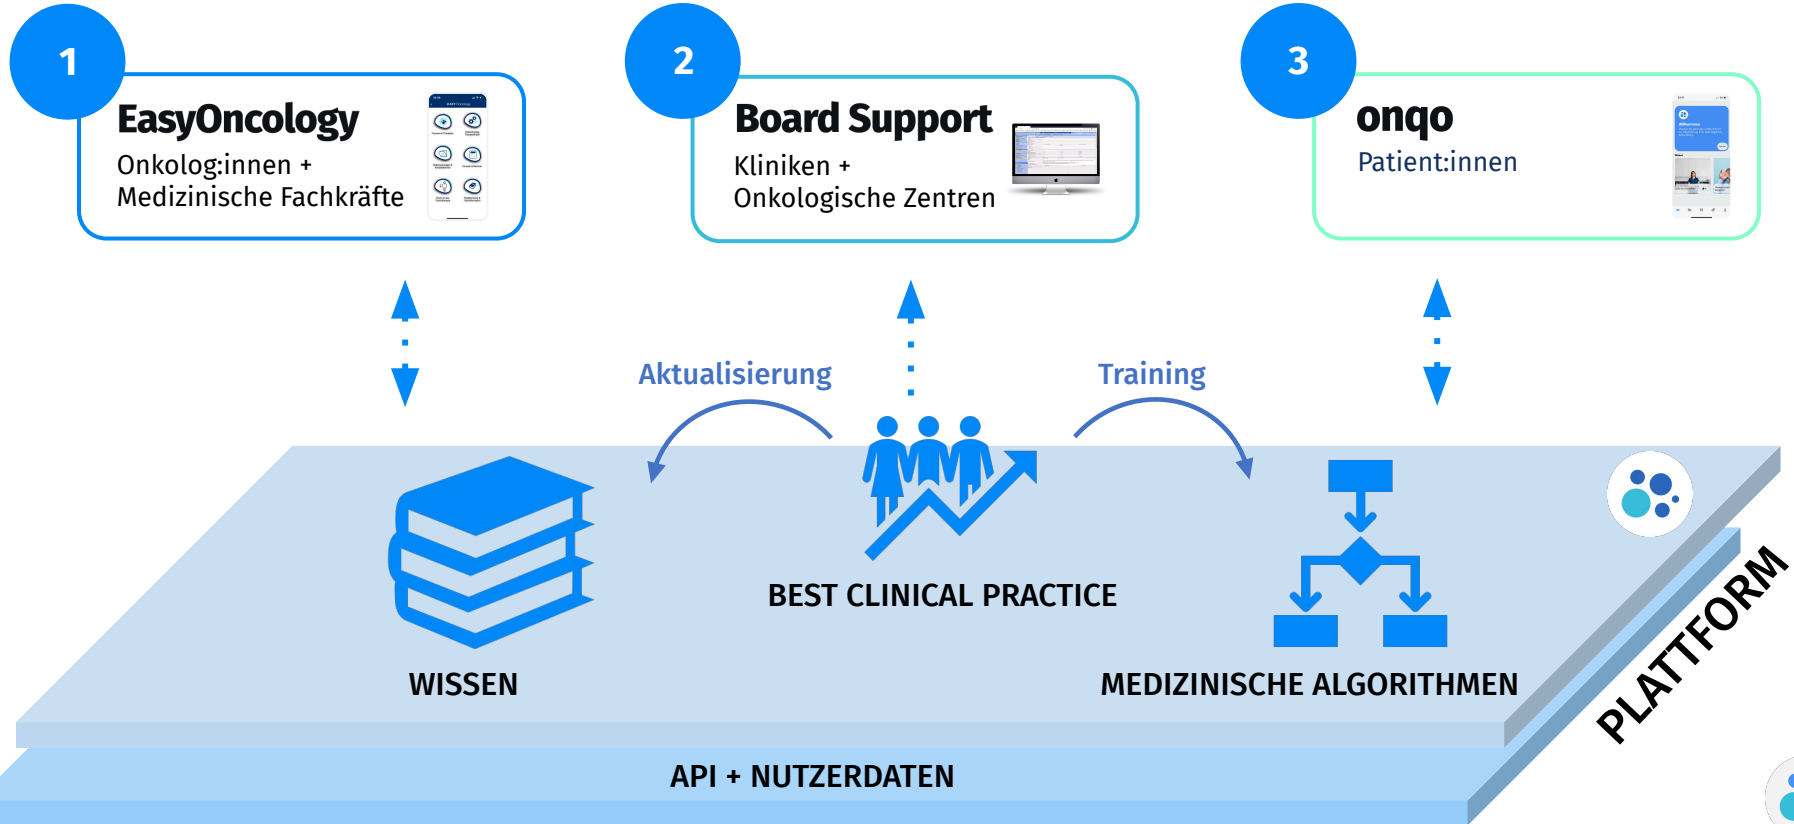 1
EasyOncology
Onkolog:innen +
Medizinische Fachkräfte
2
Board Support
Kliniken +
Onkologische Zentren
3
onqo
Patient:innen
Aktualisierung
Training
BEST CLINICAL PRACTICE
WISSEN
MEDIZINISCHE ALGORITHMEN
PLATTFORM
API + NUTZERDATEN